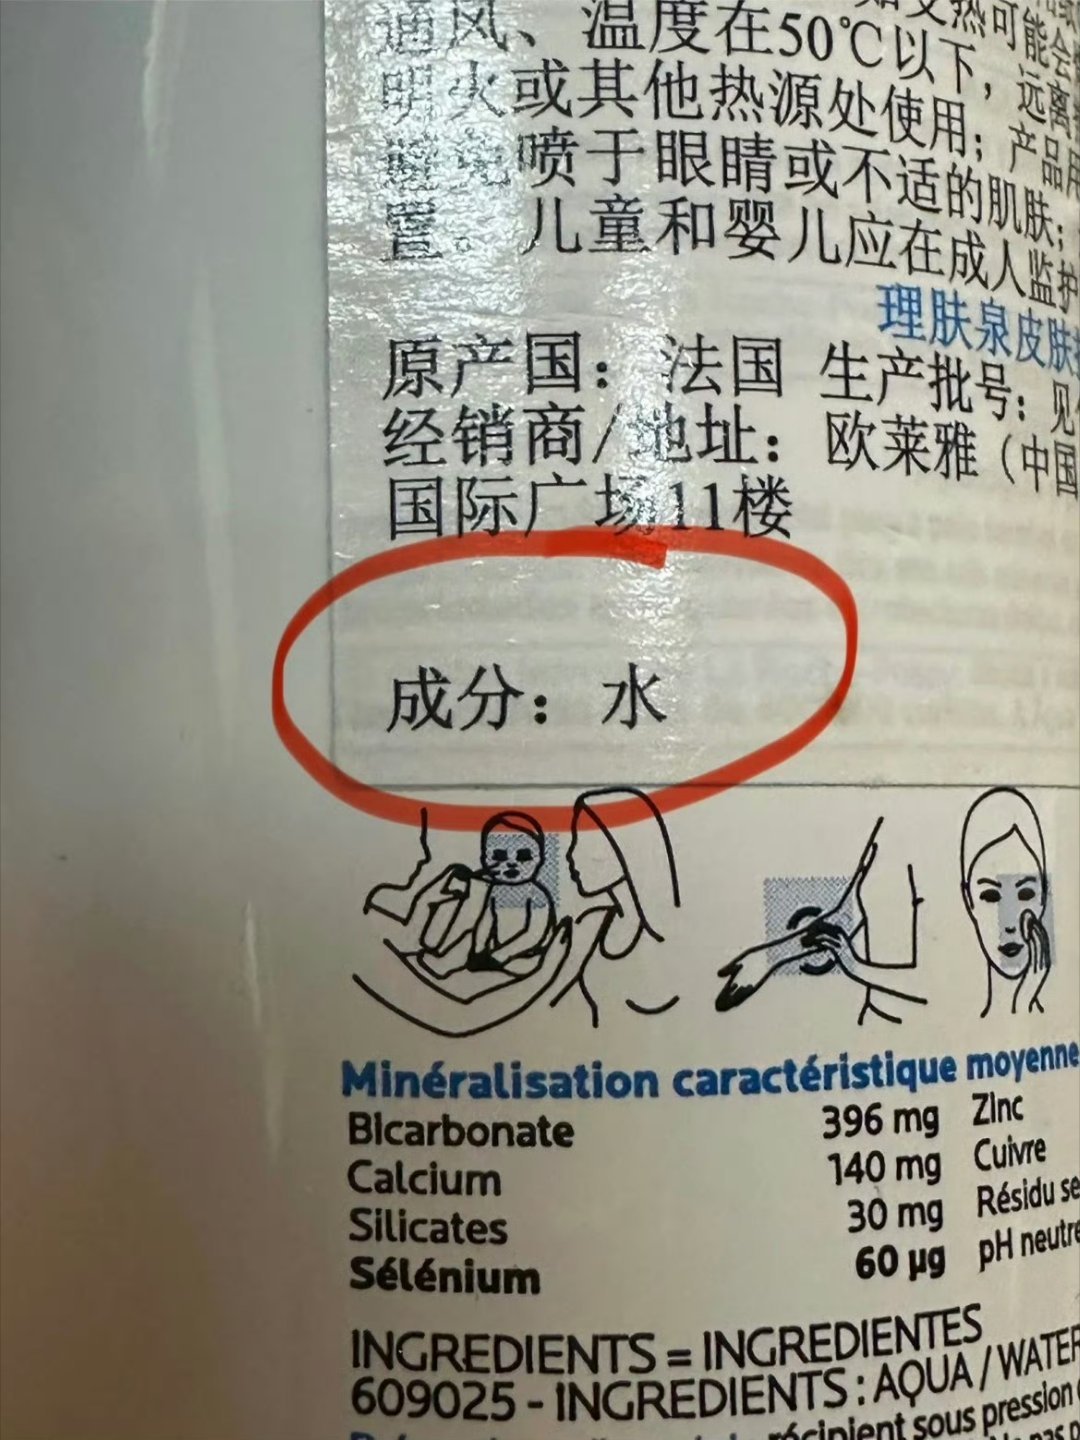 通风、温度在50℃以下，远离
明火或其他热源处使用；产品用
喷于眼睛或不适的肌肤；
置。儿童和婴儿应在成人监护
理肤泉皮肤
原产国：法国 生产批号：见
经销商/地址：欧莱雅（中国
国际广场11楼
成分：水
Minéralisation caractéristique moyenne
Bicarbonate 396 mg Zinc
Calcium 140 mg Cuivre
Silicates 30 mg Résidu se
Sélénium 60 µg pH neutre
INGREDIENTS = INGREDIENTES
609025 - INGREDIENTS : AQUA / WATER
récipient sous pression